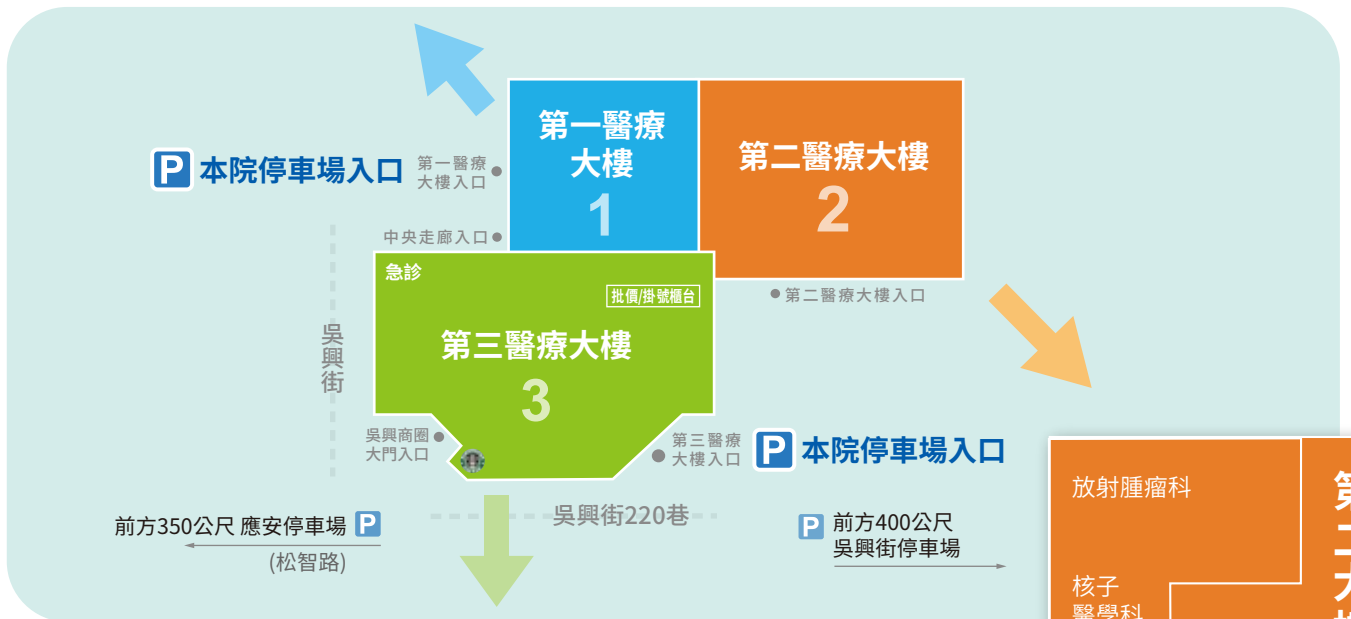 第一醫療
大樓
1
第二醫療大樓
2
P 本院停車場入口
第一醫療
大樓入口
中央走廊入口
急診
批價/掛號櫃台
第二醫療大樓入口
第三醫療大樓
3
吳興街
吳興商圈
大門入口
第三醫療
大樓入口
P 本院停車場入口
吳興街220巷
前方350公尺 應安停車場 P
(松智路)
P 前方400公尺
吳興街停車場
放射腫瘤科
核子
醫學科
第二大